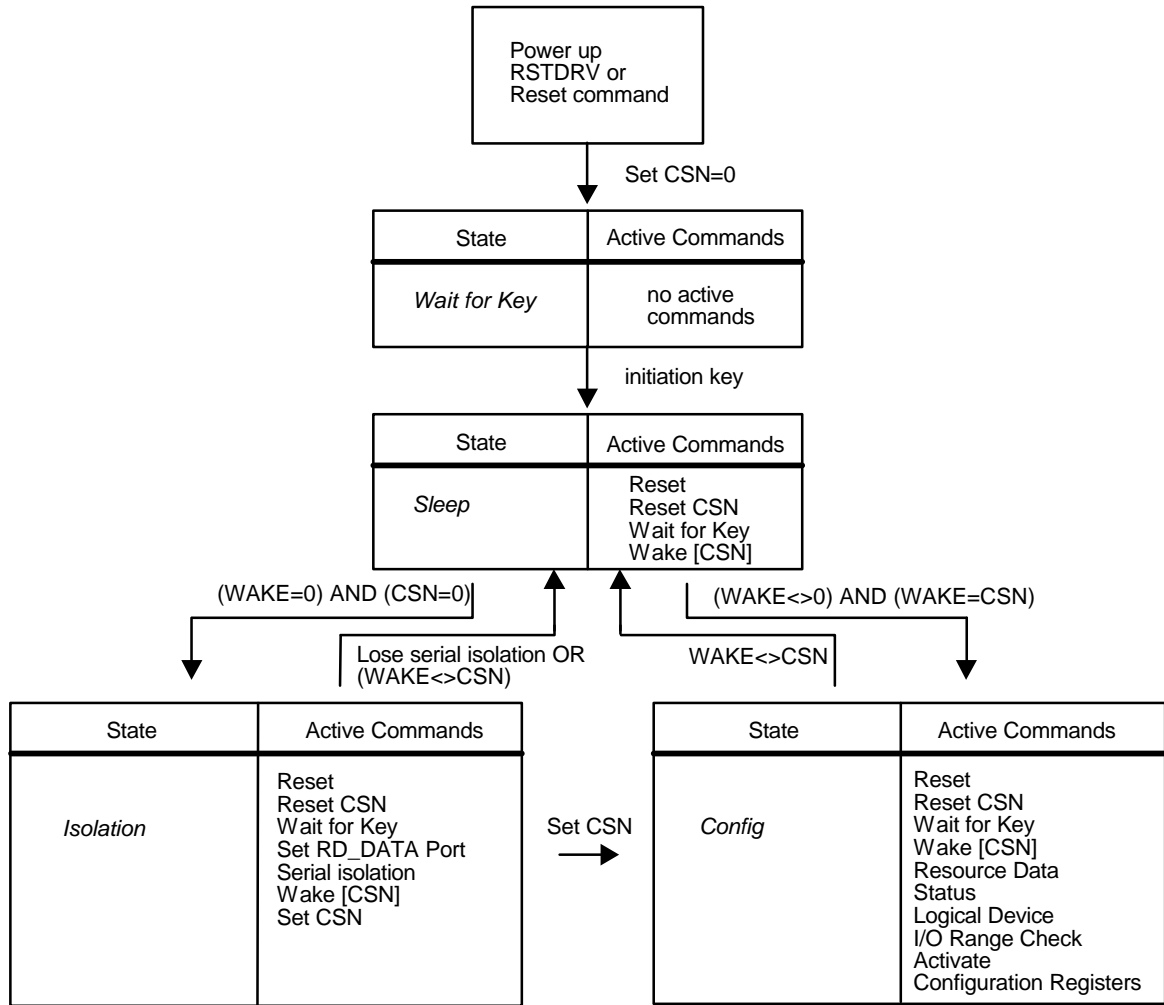 Power up
RSTDRV or
Reset command
Set CSN=0
State
Active Commands
Wait for Key
no active
commands
initiation key
State
Active Commands
Sleep
Reset
Reset CSN
Wait for Key
Wake [CSN]
(WAKE=0) AND (CSN=0)
(WAKE<>0) AND (WAKE=CSN)
Lose serial isolation OR
(WAKE<>CSN)
WAKE<>CSN
State
Active Commands
Isolation
Reset
Reset CSN
Wait for Key
Set RD_DATA Port
Serial isolation
Wake [CSN]
Set CSN
Set CSN
State
Active Commands
Config
Reset
Reset CSN
Wait for Key
Wake [CSN]
Resource Data
Status
Logical Device
I/O Range Check
Activate
Configuration Registers